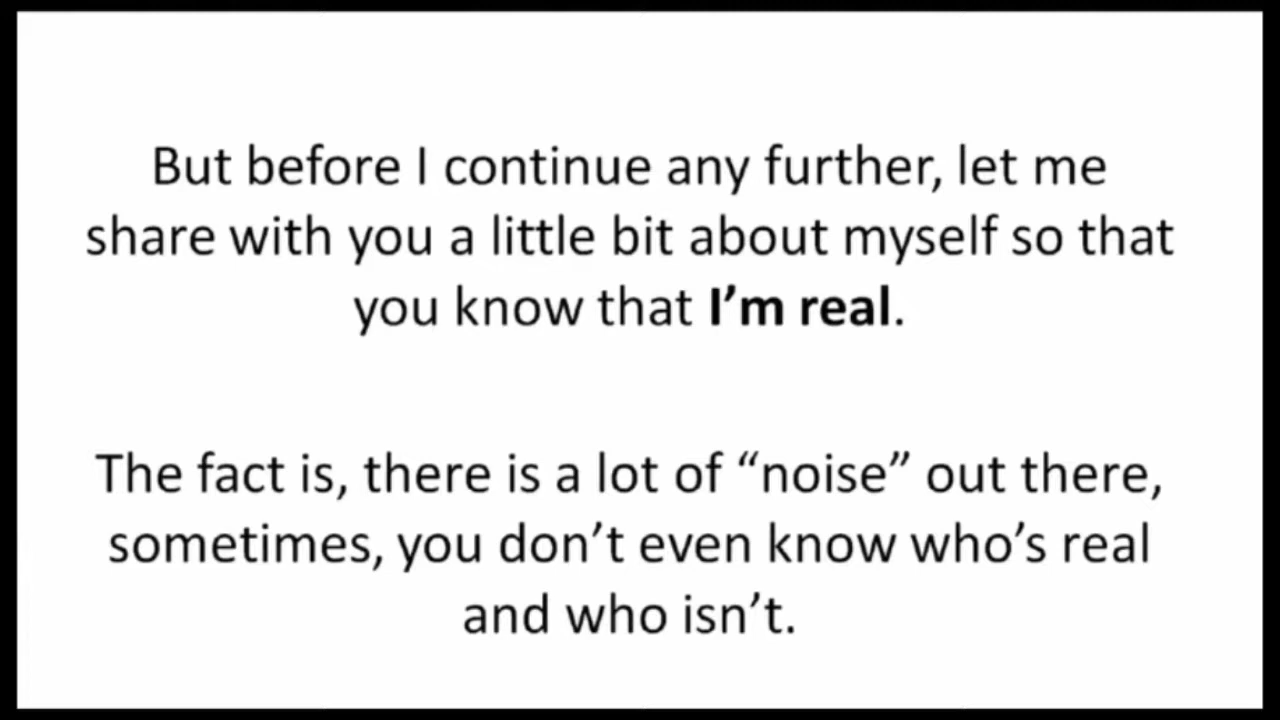 But before I continue any further, let me
share with you a little bit about myself so that
you know that I’m real.
The fact is, there is a lot of “noise” out there,
sometimes, you don’t even know who’s real
and who isn’t.